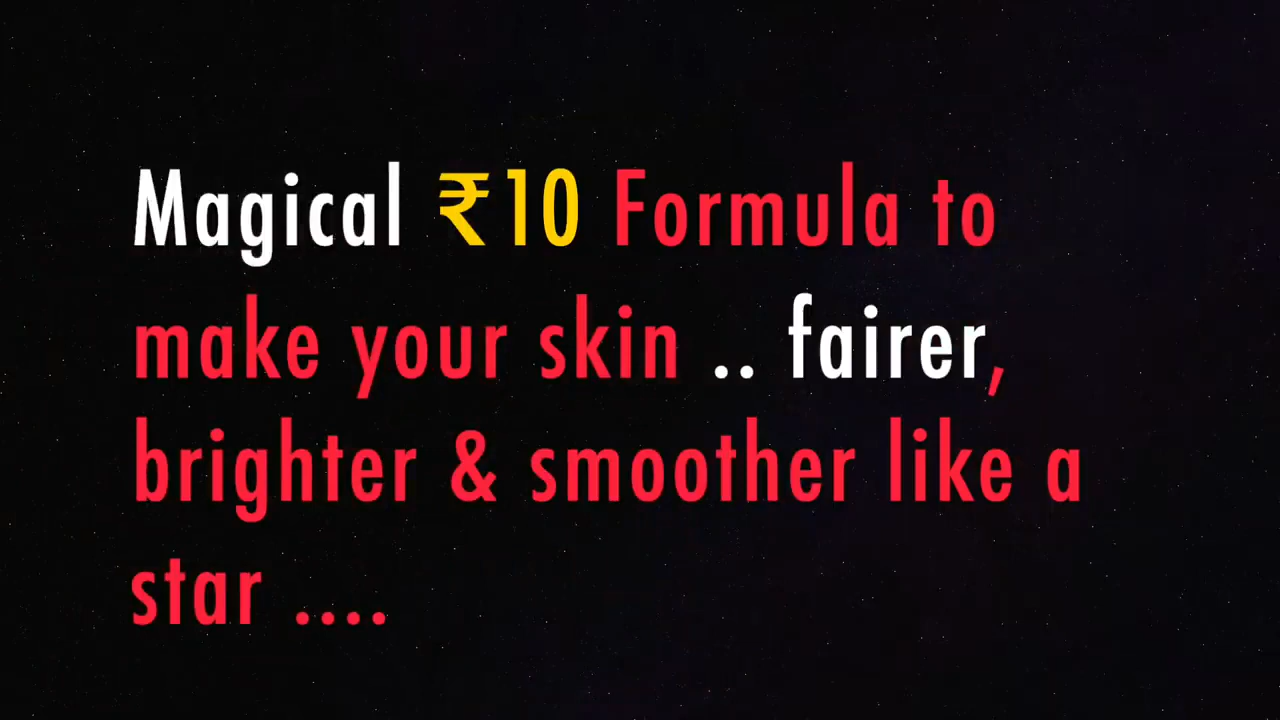 Magical ₹10 Formula to
make your skin .. fairer,
brighter & smoother like a
star ....